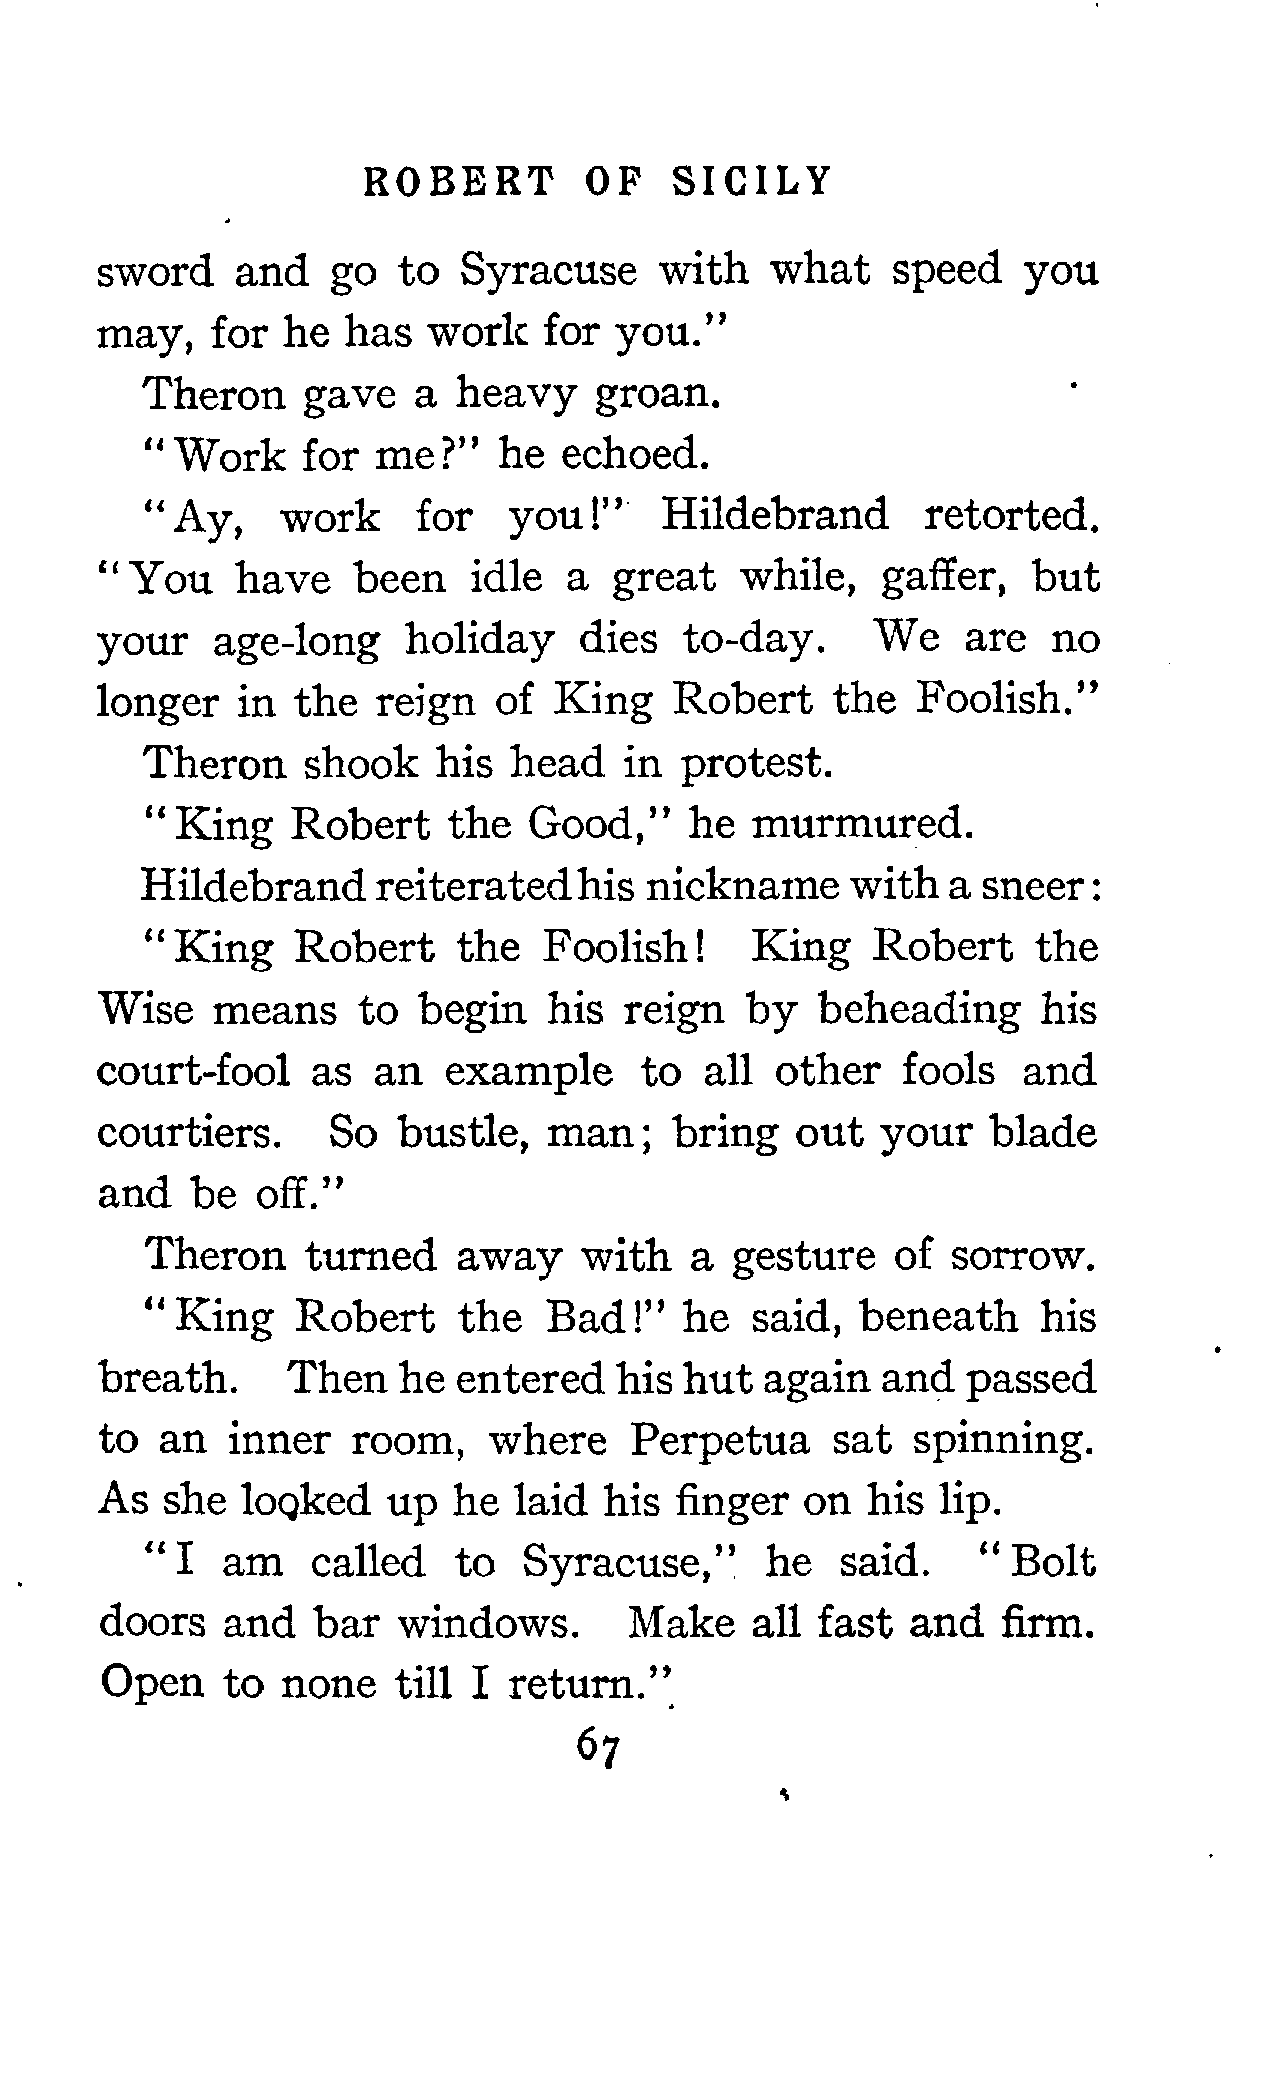 ROBERT OF SICILY
sword and go to Syracuse with what speed you
may, for he has work for you."
Theron gave a heavy groan.
"Work for me?" he echoed.
"Ay, work for you!" Hildebrand retorted.
"You have been idle a great while, gaffer, but
your age-long holiday dies to-day. We are no
longer in the reign of King Robert the Foolish."
Theron shook his head in protest.
"King Robert the Good," he murmured.
Hildebrand reiterated his nickname with a sneer:
"King Robert the Foolish! King Robert the
Wise means to begin his reign by beheading his
court-fool as an example to all other fools and
courtiers. So bustle, man; bring out your blade
and be off."
Theron turned away with a gesture of sorrow.
"King Robert the Bad!" he said, beneath his
breath. Then he entered his hut again and passed
to an inner room, where Perpetua sat spinning.
As she looked up he laid his finger on his lip.
"I am called to Syracuse," he said. "Bolt
doors and bar windows. Make all fast and firm.
Open to none till I return."
67